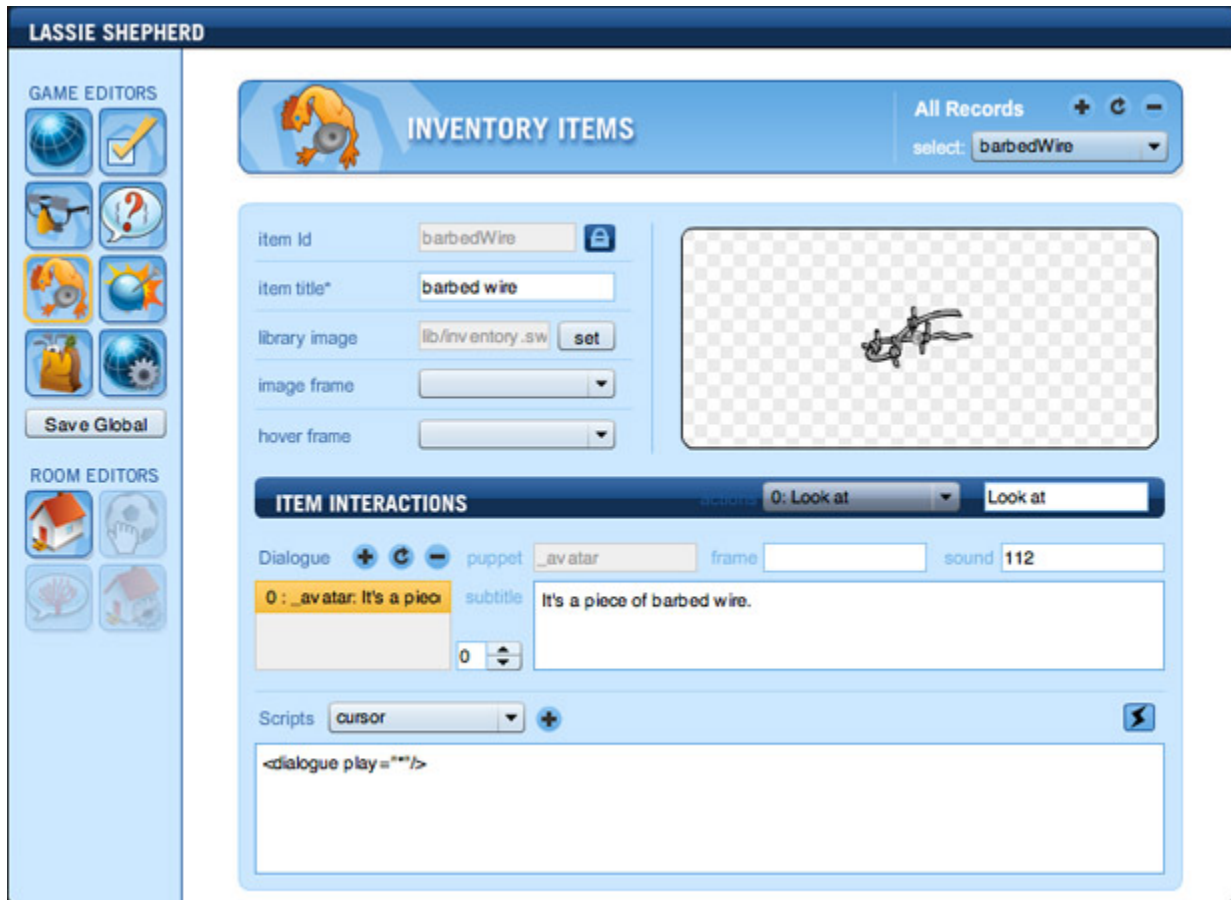 LASSIE SHEPHERD
GAME EDITORS
Save Global
ROOM EDITORS
INVENTORY ITEMS
All Records
select: barbedWire
item Id barbedWire
item title* barbed wire
library image lib/inventory.sw set
image frame
hover frame
ITEM INTERACTIONS actions 0: Look at Look at
Dialogue puppet _avatar frame sound 112
0 : _avatar: It's a piec subtitle It's a piece of barbed wire.
0
Scripts cursor
<dialogue play="*"/>